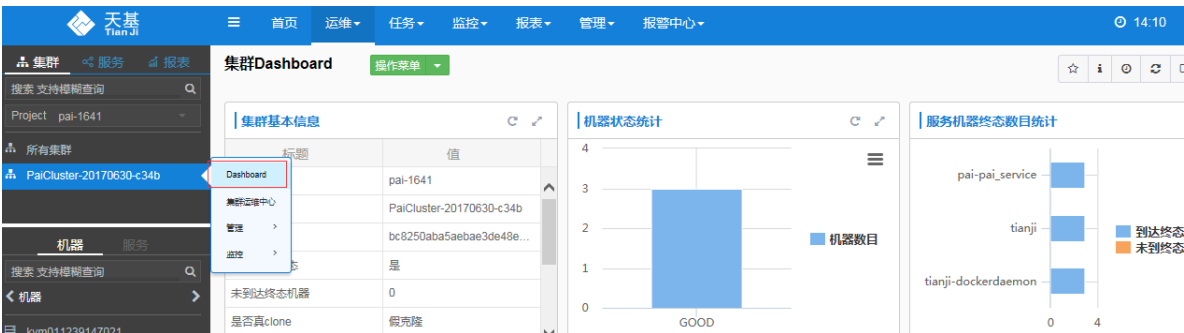 天基
Tian Ji
首页 运维 任务 监控 报表 管理 报警中心 14:10
集群 服务 报表
搜索 支持模糊查询
Project pai-1641
所有集群
PaiCluster-20170630-c34b
Dashboard
集群运维中心
管理
监控
机器 服务
搜索 支持模糊查询
机器
kvm011239147021
集群Dashboard 操作菜单
集群基本信息
标题 值
pai-1641
PaiCluster-20170630-c34b
bc8250aba5aebae3de48e...
态 是
未到达终态机器 0
是否真clone 假克隆
机器状态统计
4
3
2
1
0
GOOD
机器数目
服务机器终态数目统计
pai-pai_service
tianji
tianji-dockerdaemon
0 4
到达终态
未到终态